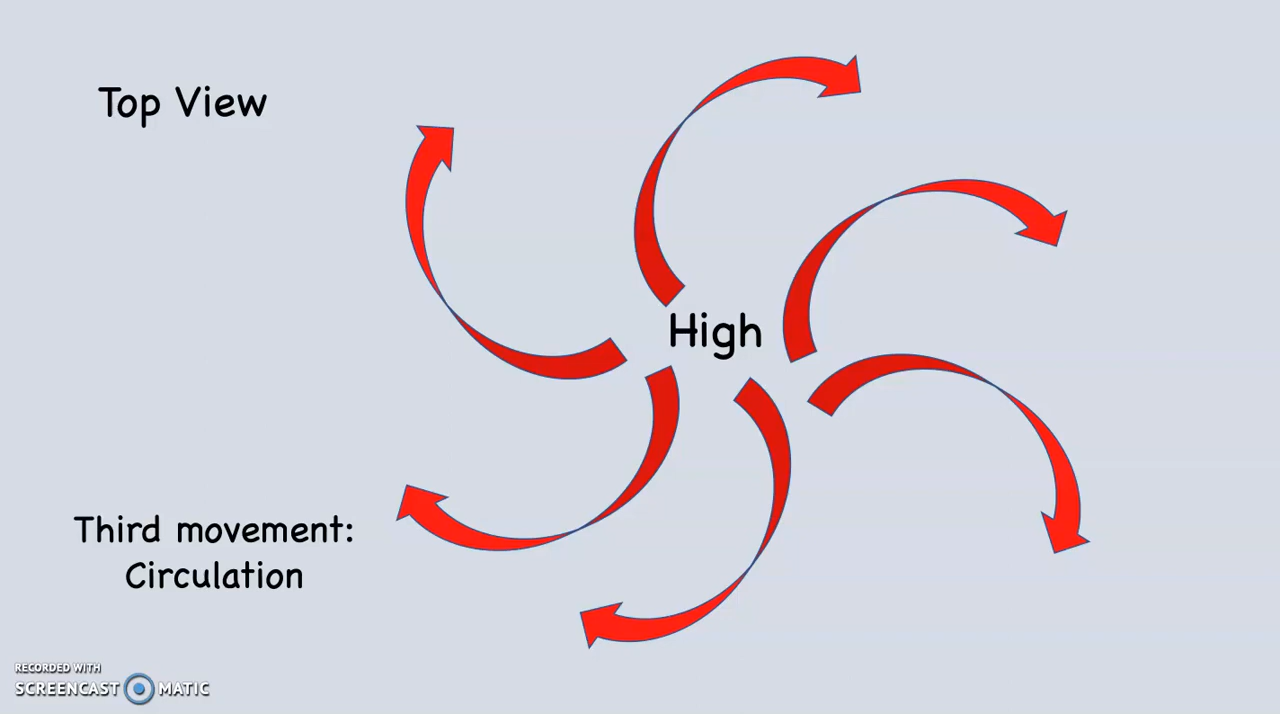 Top View
High
Third movement:
Circulation
RECORDED WITH
SCREENCAST MATIC